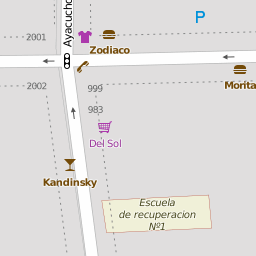 P
Ayacucho
2001
Zodiaco
2002
999
Morita
983
Del Sol
Kandinsky
Escuela
de recuperacion
Nº1